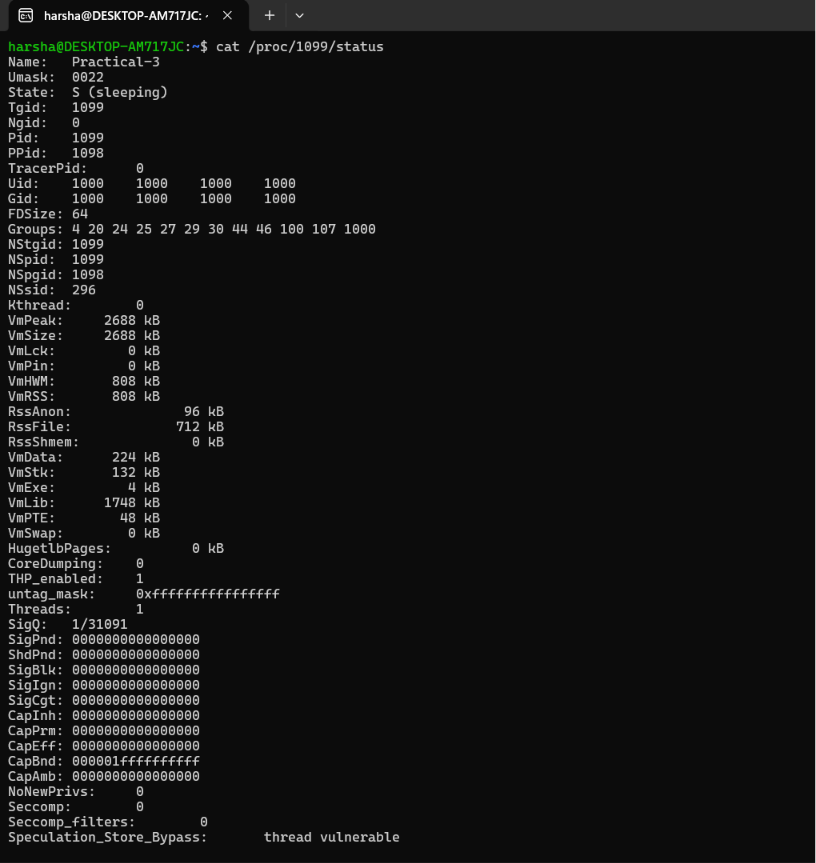 harsha@DESKTOP-AM717JC: ~
harsha@DESKTOP-AM717JC:~$ cat /proc/1099/status
Name:   Practical-3
Umask:  0022
State:  S (sleeping)
Tgid:   1099
Ngid:   0
Pid:    1099
PPid:   1098
TracerPid:      0
Uid:    1000    1000    1000    1000
Gid:    1000    1000    1000    1000
FDSize: 64
Groups: 4 20 24 25 27 29 30 44 46 100 107 1000
NStgid: 1099
NSpid:  1099
NSpgid: 1098
NSsid:  296
Kthread:        0
VmPeak:     2688 kB
VmSize:     2688 kB
VmLck:         0 kB
VmPin:         0 kB
VmHWM:       808 kB
VmRSS:       808 kB
RssAnon:              96 kB
RssFile:             712 kB
RssShmem:              0 kB
VmData:      224 kB
VmStk:       132 kB
VmExe:         4 kB
VmLib:      1748 kB
VmPTE:        48 kB
VmSwap:        0 kB
HugetlbPages:          0 kB
CoreDumping:    0
THP_enabled:    1
untag_mask:     0xffffffffffffffff
Threads:        1
SigQ:   1/31091
SigPnd: 0000000000000000
ShdPnd: 0000000000000000
SigBlk: 0000000000000000
SigIgn: 0000000000000000
SigCgt: 0000000000000000
CapInh: 0000000000000000
CapPrm: 0000000000000000
CapEff: 0000000000000000
CapBnd: 000001ffffffffff
CapAmb: 0000000000000000
NoNewPrivs:     0
Seccomp:        0
Seccomp_filters:        0
Speculation_Store_Bypass:       thread vulnerable